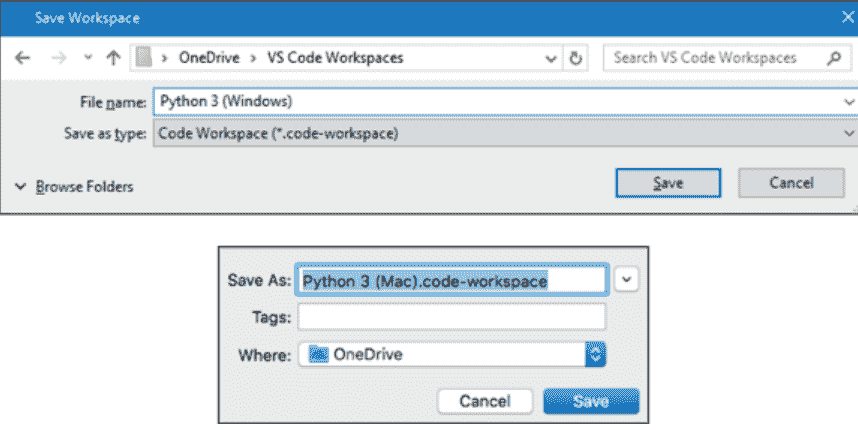 Save Workspace
OneDrive > VS Code Workspaces
Search VS Code Workspaces
File name: Python 3 (Windows)
Save as type: Code Workspace (*.code-workspace)
Browse Folders
Save
Cancel
Save As: Python 3 (Mac).code-workspace
Tags:
Where: OneDrive
Cancel
Save